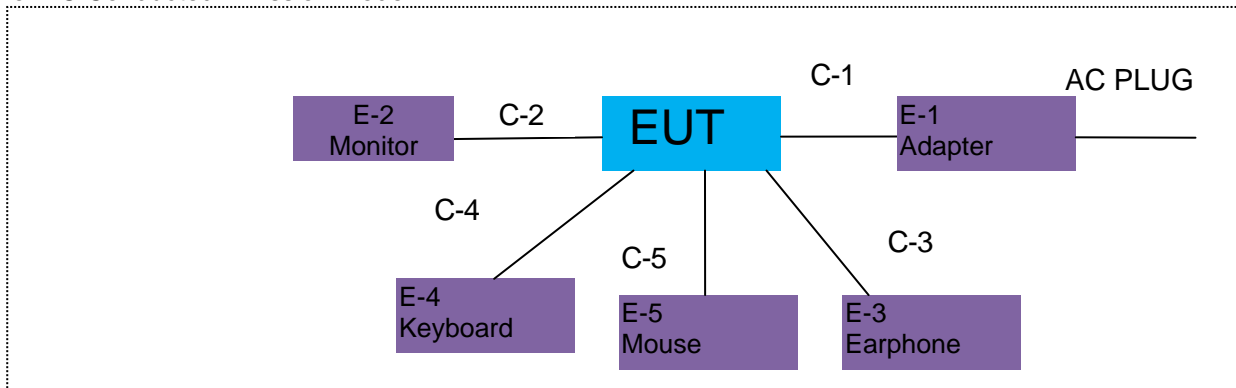 C-1
AC PLUG
E-2
Monitor
C-2
EUT
E-1
Adapter
C-4
C-5
C-3
E-4
Keyboard
E-5
Mouse
E-3
Earphone